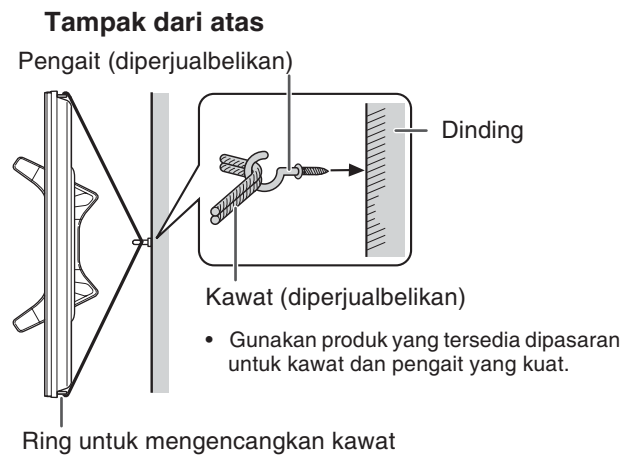 Tampak dari atas
Pengait (diperjualbelikan)
Dinding
Kawat (diperjualbelikan)
• Gunakan produk yang tersedia dipasaran
untuk kawat dan pengait yang kuat.
Ring untuk mengencangkan kawat